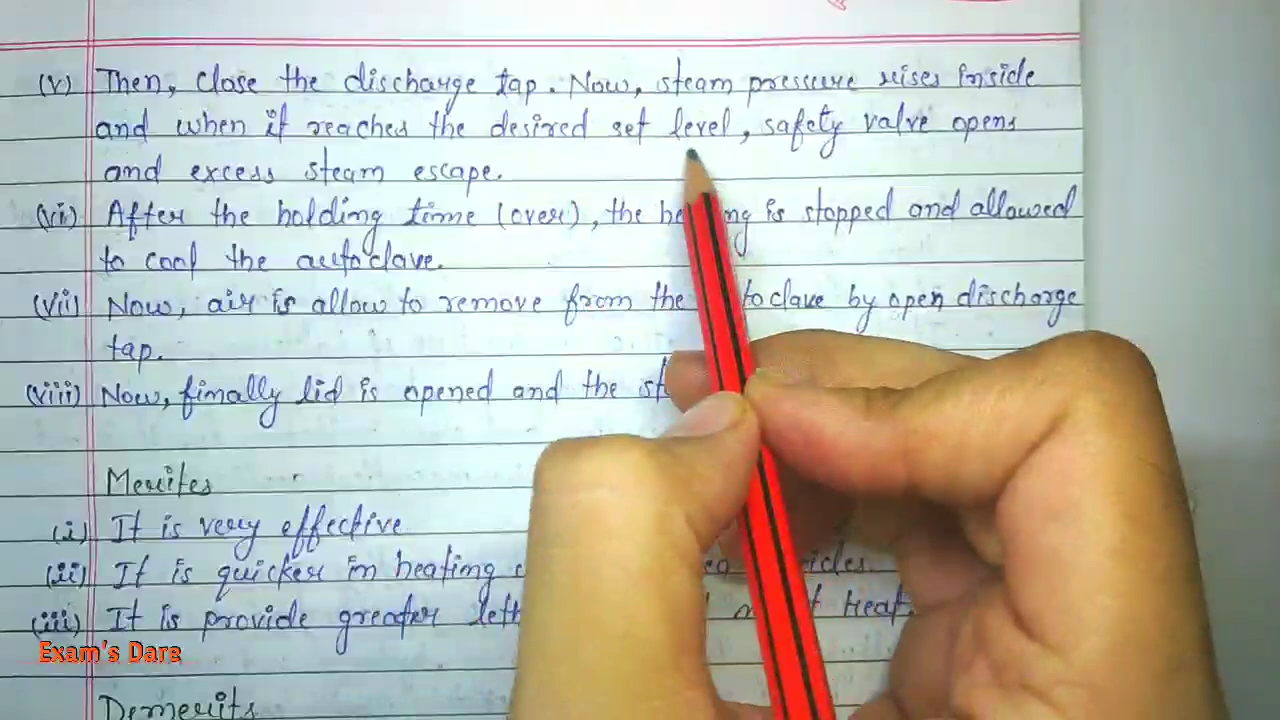 (v) Then, close the discharge tap. Now, steam pressure rises inside
and when it reached the desired set level, safety valve opens
and excess steam escape.
(vi) After the holding time (over), the is stopped and allowed
to cool the autoclave.
(vii) Now, air is allow to remove from the by open discharge
tap.
(viii) Now, finally lid is opened and the
Merites
(i) It is very effective
(ii) It is quicker in heating
(iii) It is provide greater heat.
Exam's Dare
Demerits